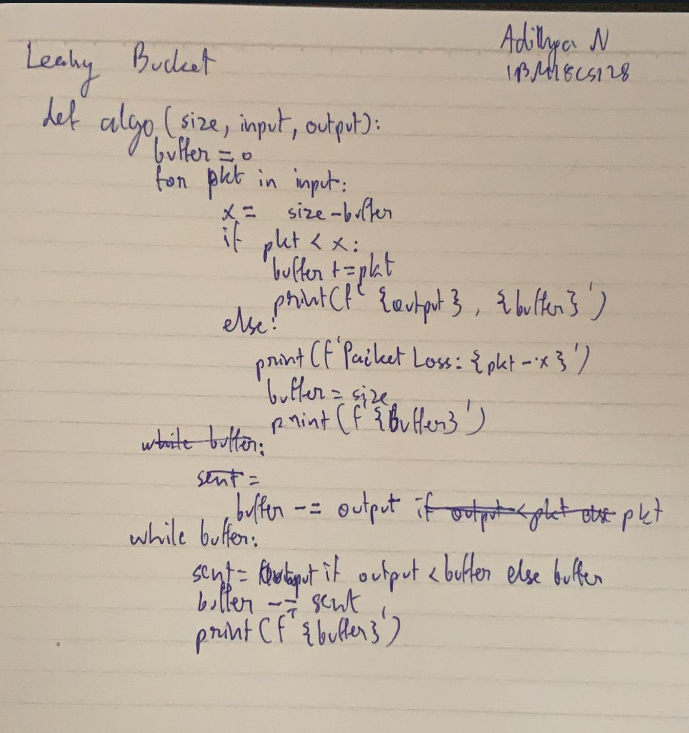 Adithya N
Leaky Bucket
1BM18CS128
def algo (size, input, output):
buffer = 0
for pkt in input:
x = size - buffer
if pkt < x:
buffer += pkt
print(f' {output}, {buffer}')
else:
print(f'Packet Loss: {pkt - x}')
buffer = size
print(f'{Buffer}')
while buffer:
sent =
buffer -= output if output < pkt else pkt
while buffer:
sent = output if output < buffer else buffer
buffer -= sent
print(f'{buffer}')